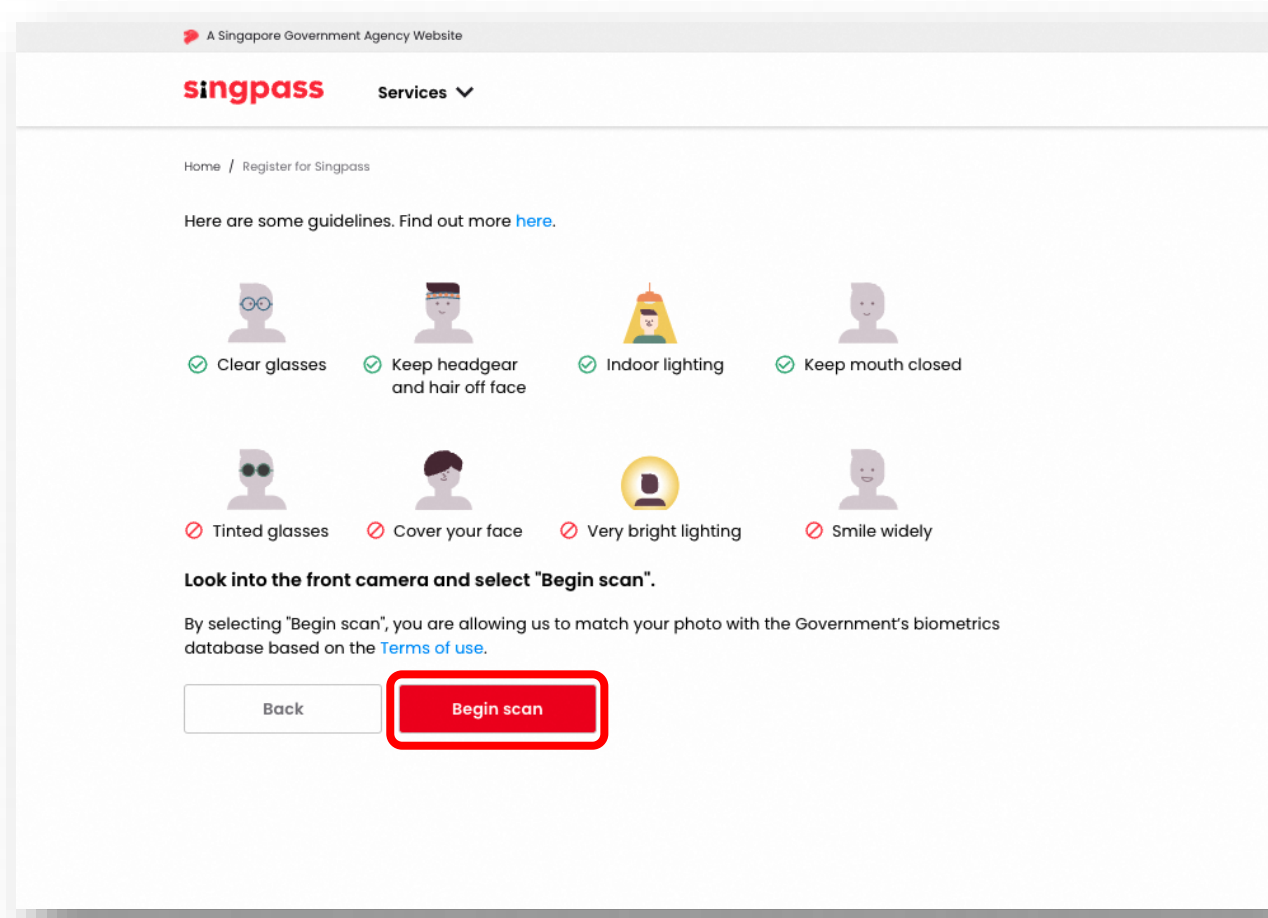 A Singapore Government Agency Website
singpass
Services
Home / Register for Singpass
Here are some guidelines. Find out more here.
Clear glasses
Keep headgear
and hair off face
Indoor lighting
Keep mouth closed
Tinted glasses
Cover your face
Very bright lighting
Smile widely
Look into the front camera and select "Begin scan".
By selecting "Begin scan", you are allowing us to match your photo with the Government's biometrics
database based on the Terms of use.
Back
Begin scan